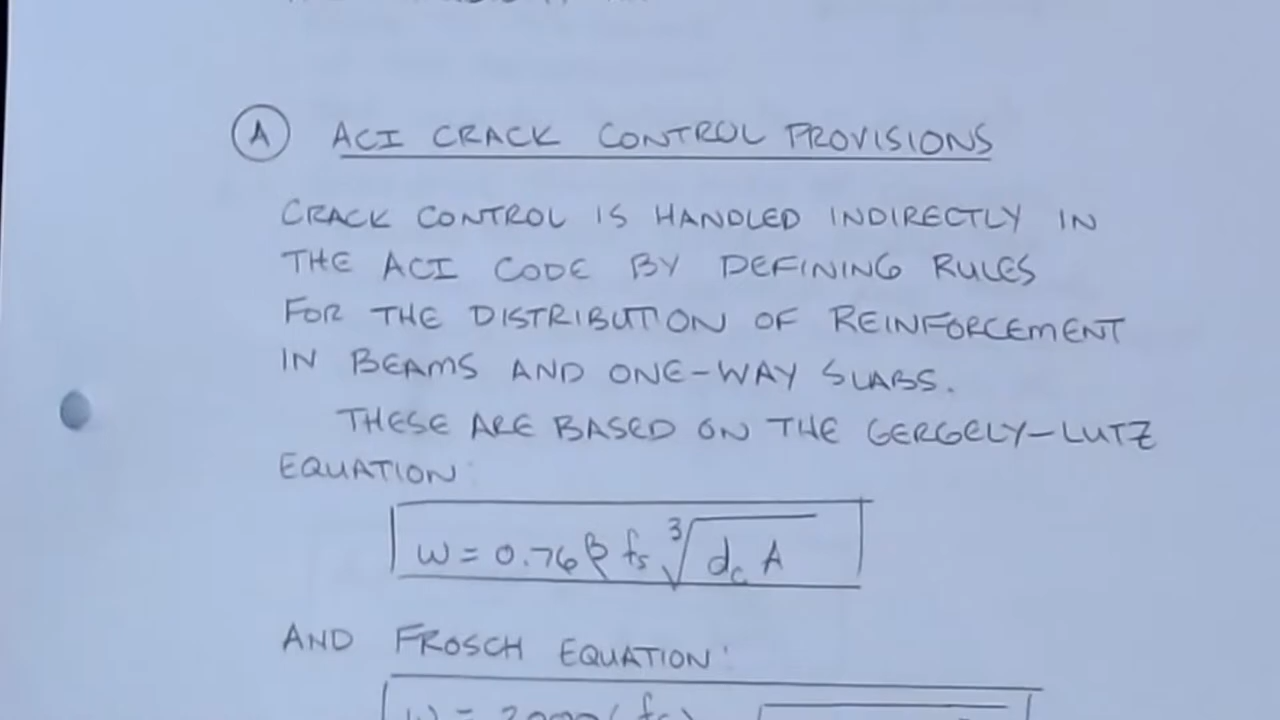 (A) ACI CRACK CONTROL PROVISIONS
CRACK CONTROL IS HANDLED INDIRECTLY IN
THE ACI CODE BY DEFINING RULES
FOR THE DISTRIBUTION OF REINFORCEMENT
IN BEAMS AND ONE-WAY SLABS.
THESE ARE BASED ON THE GERGELY-LUTZ
EQUATION:
w = 0.76 β fs ∛(dc A)
AND FROSCH EQUATION: